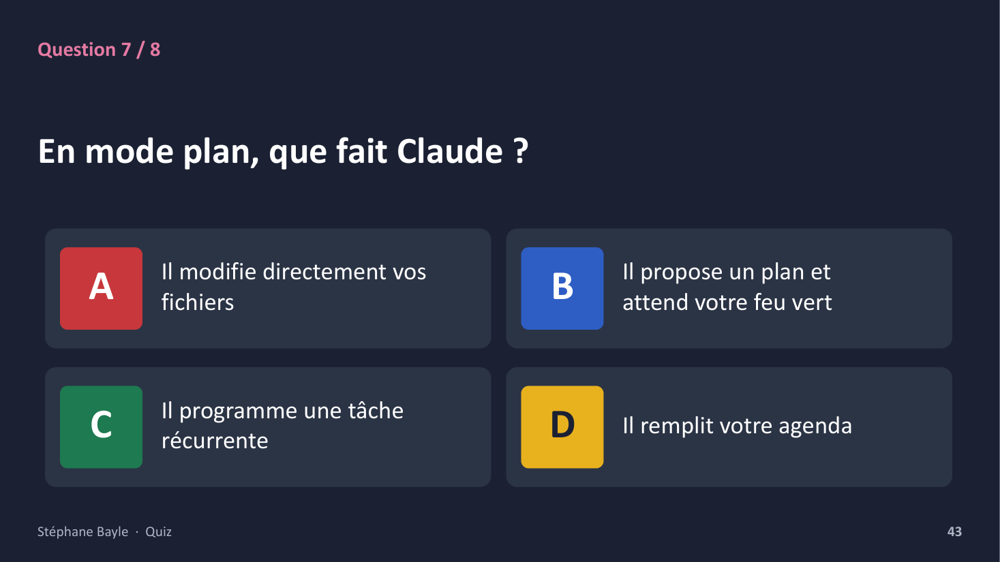 Question 7 / 8
En mode plan, que fait Claude ?
A
Il modifie directement vos
fichiers
B
Il propose un plan et
attend votre feu vert
C
Il programme une tâche
récurrente
D
Il remplit votre agenda
Stéphane Bayle · Quiz
43